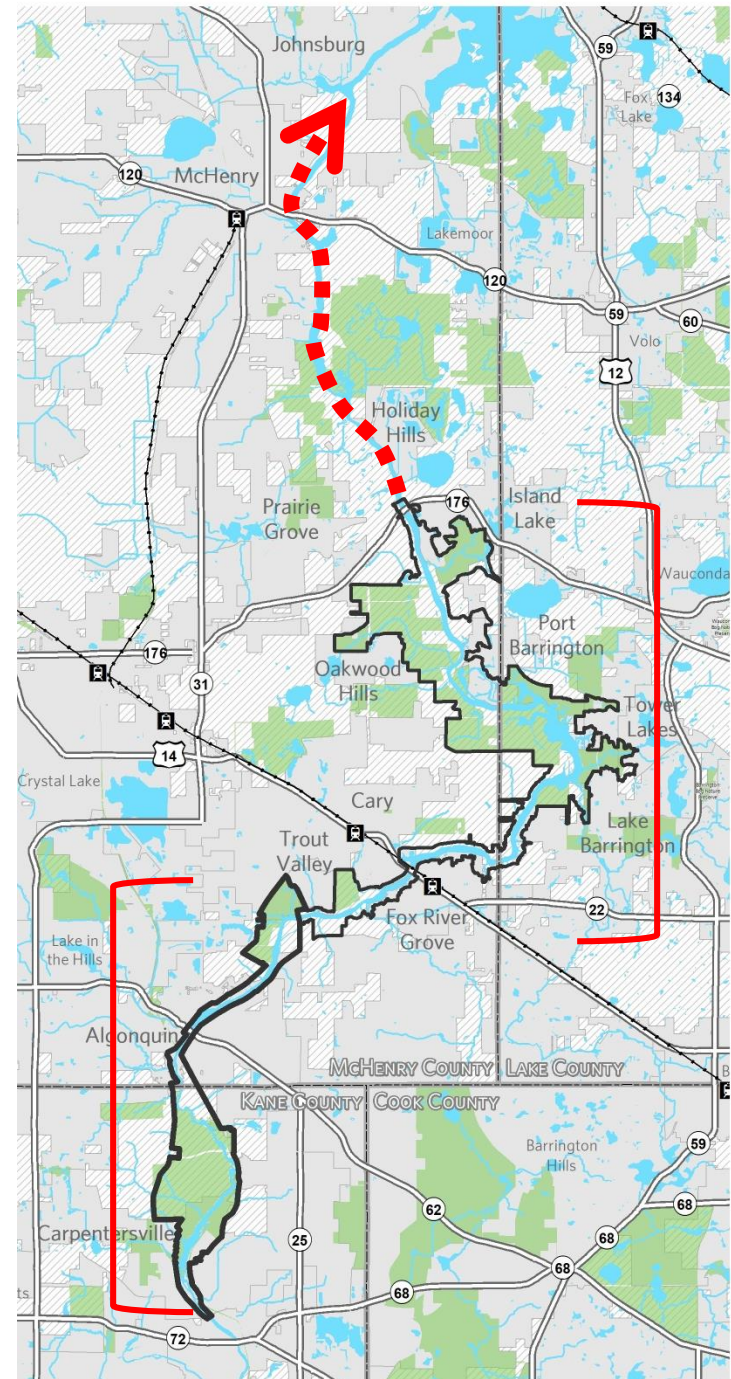 Johnsburg
59
Fox
Lake
134
120
McHenry
Lakemoor
120
59
60
Volo
12
Holiday
Hills
176
Island
Lake
Prairie
Grove
Wauconda
Port
Barrington
176
Oakwood
Hills
31
Tower
Lakes
14
Crystal Lake
Cary
Lake
Barrington
Trout
Valley
22
Fox River
Grove
Lake in
the Hills
Algonquin
McHenry County
Lake County
B
Kane County
Cook County
59
Barrington
Hills
62
68
68
Carpentersville
25
68
68
ts
72